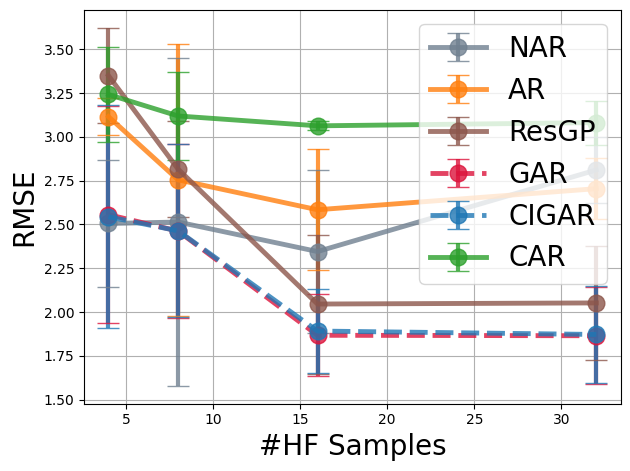 RMSE
3.50
3.25
3.00
2.75
2.50
2.25
2.00
1.75
1.50
5
10
15
20
25
30
#HF Samples
NAR
AR
ResGP
GAR
CIGAR
CAR